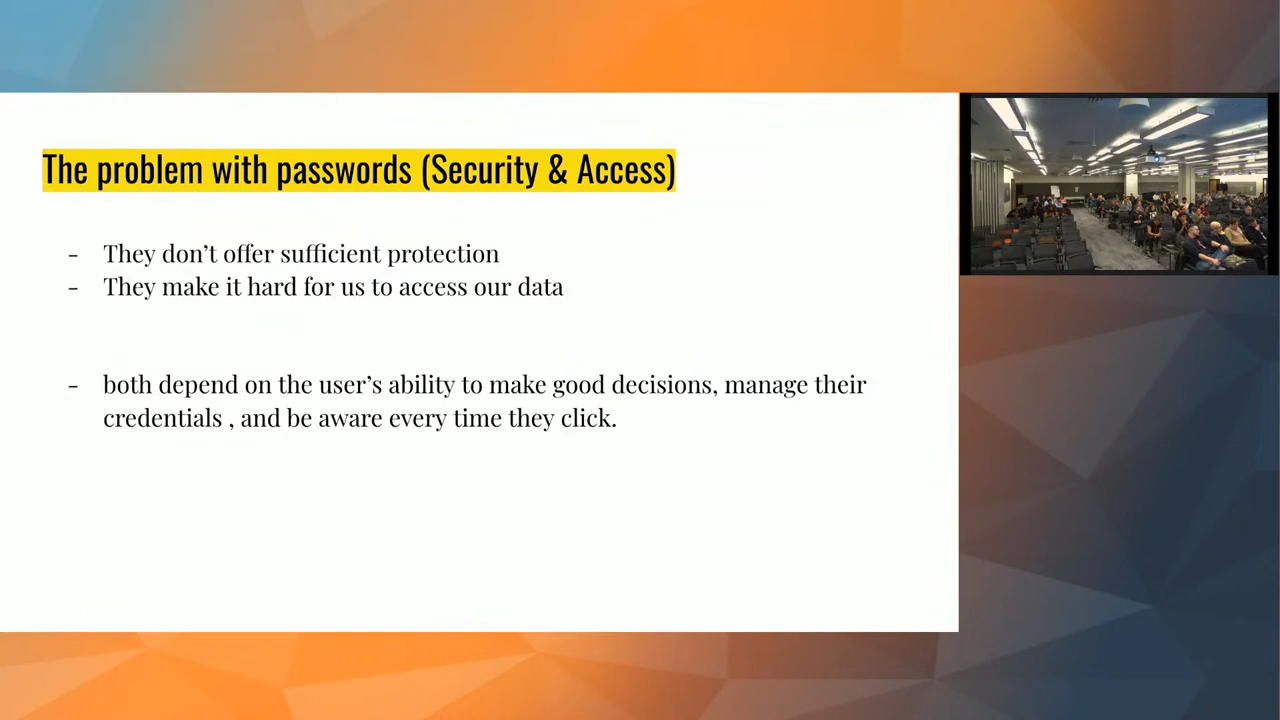 The problem with passwords (Security & Access)
- They don’t offer sufficient protection
- They make it hard for us to access our data
- both depend on the user’s ability to make good decisions, manage their
credentials , and be aware every time they click.